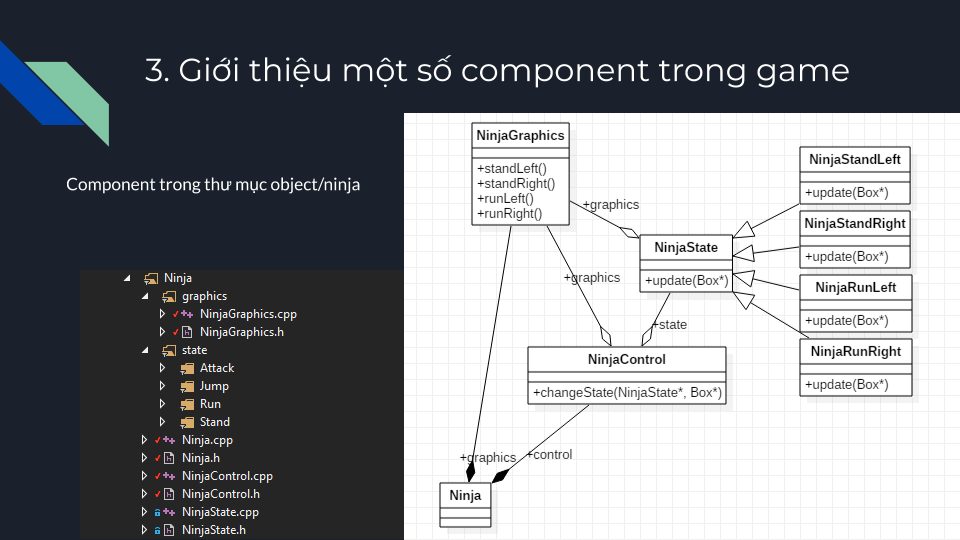 3. Giới thiệu một số component trong game
Component trong thư mục object/ninja
Ninja
graphics
NinjaGraphics.cpp
NinjaGraphics.h
state
Attack
Jump
Run
Stand
Ninja.cpp
Ninja.h
NinjaControl.cpp
NinjaControl.h
NinjaState.cpp
NinjaState.h
NinjaGraphics
+standLeft()
+standRight()
+runLeft()
+runRight()
+graphics
NinjaState
+update(Box*)
+graphics
+state
NinjaControl
+changeState(NinjaState*, Box*)
+graphics
+control
Ninja
NinjaStandLeft
+update(Box*)
NinjaStandRight
+update(Box*)
NinjaRunLeft
+update(Box*)
NinjaRunRight
+update(Box*)